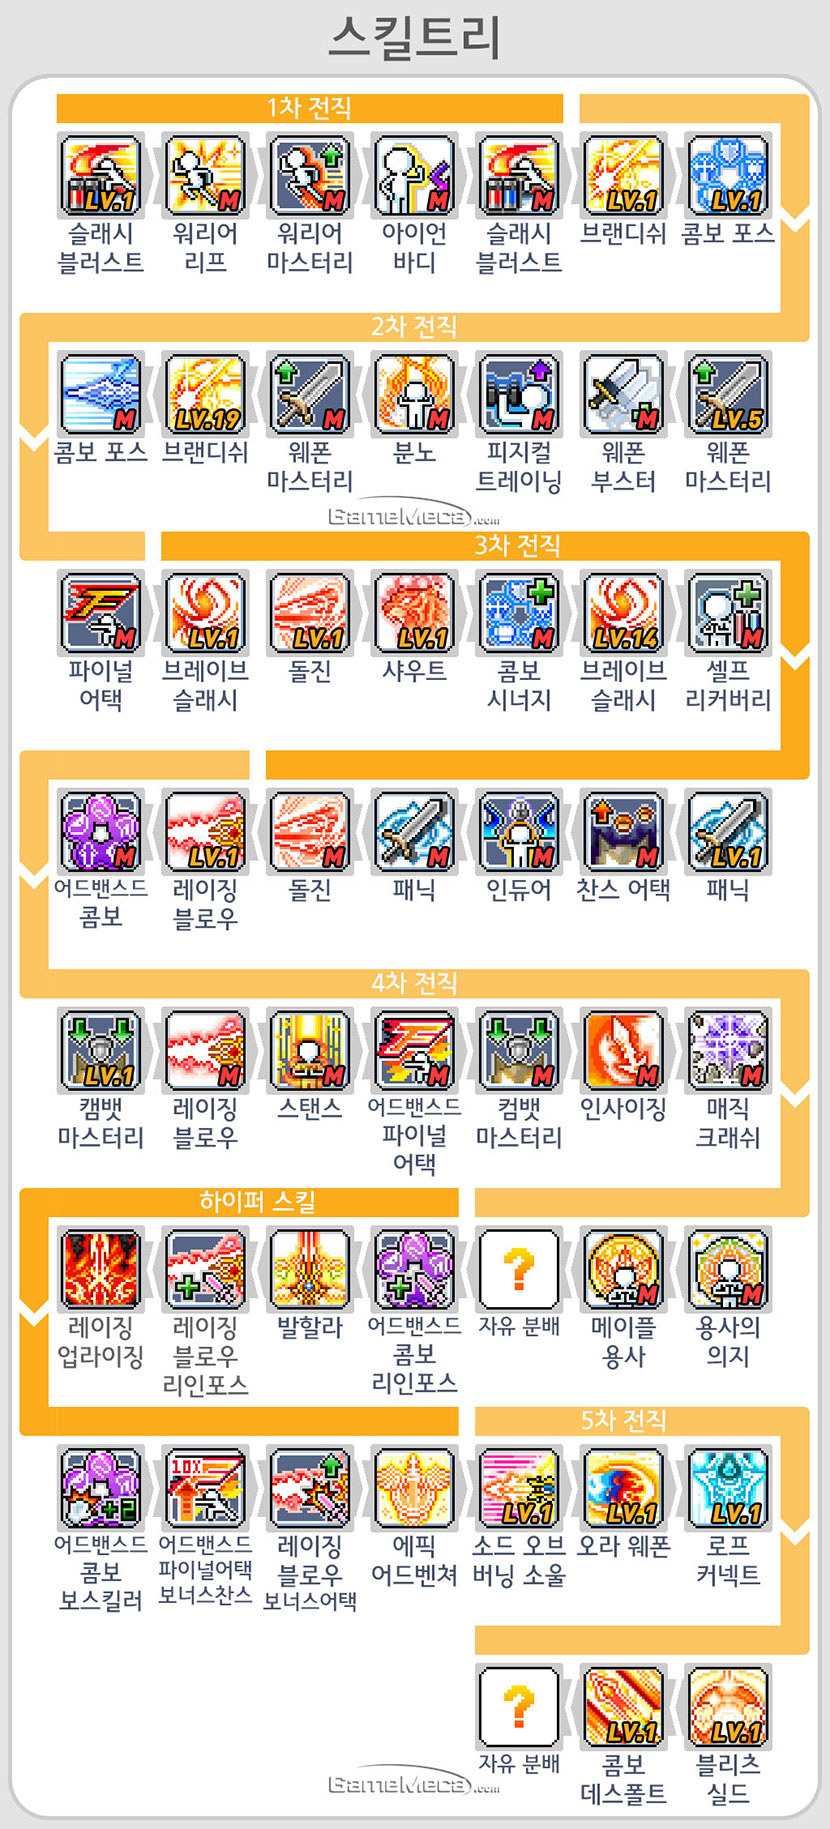 스킬트리
1차 전직
LV.1 M M M M LV.1 LV.1
슬래시 워리어 워리어 아이언 슬래시 브랜디쉬 콤보 포스
블러스트 리프 마스터리 바디 블러스트
2차 전직
M LV.19 M M M M LV.5
콤보 포스 브랜디쉬 웨폰 분노 피지컬 웨폰 웨폰
마스터리 트레이닝 부스터 마스터리
GameMeca.com
3차 전직
M LV.1 LV.1 LV.1 M LV.14 M
파이널 브레이브 돌진 샤우트 콤보 브레이브 셀프
어택 슬래시 시너지 슬래시 리커버리
M LV.1 M M M M LV.1
어드밴스드 레이징 돌진 패닉 인듀어 찬스 어택 패닉
콤보 블로우
4차 전직
LV.1 M M M M M M
캠뱃 레이징 스탠스 어드밴스드 컴뱃 인사이징 매직
마스터리 블로우 파이널 마스터리 크래쉬
어택
하이퍼 스킬
? M M
레이징 레이징 발할라 어드밴스드 자유 분배 메이플 용사의
업라이징 블로우 콤보 용사 의지
리인포스 리인포스
5차 전직
+2 10X LV.1 LV.1 LV.1
어드밴스드 어드밴스드 레이징 에픽 소드 오브 오라 웨폰 로프
콤보 파이널어택 블로우 어드벤쳐 버닝 소울 커넥트
보스킬러 보너스찬스 보너스어택
? LV.1 LV.1
자유 분배 콤보 블리츠
데스폴트 실드
GameMeca.com